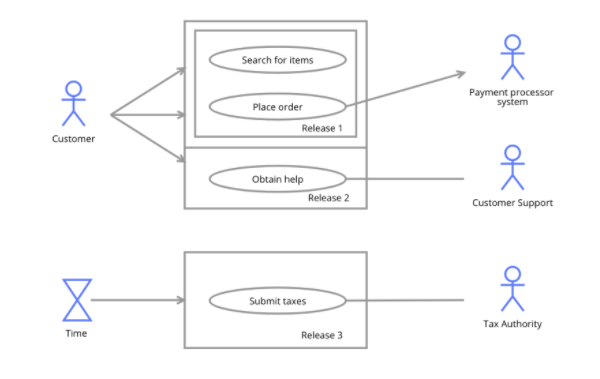 Search for items
Place order
Release 1
Payment processor
system
Customer
Obtain help
Release 2
Customer Support
Time
Submit taxes
Release 3
Tax Authority